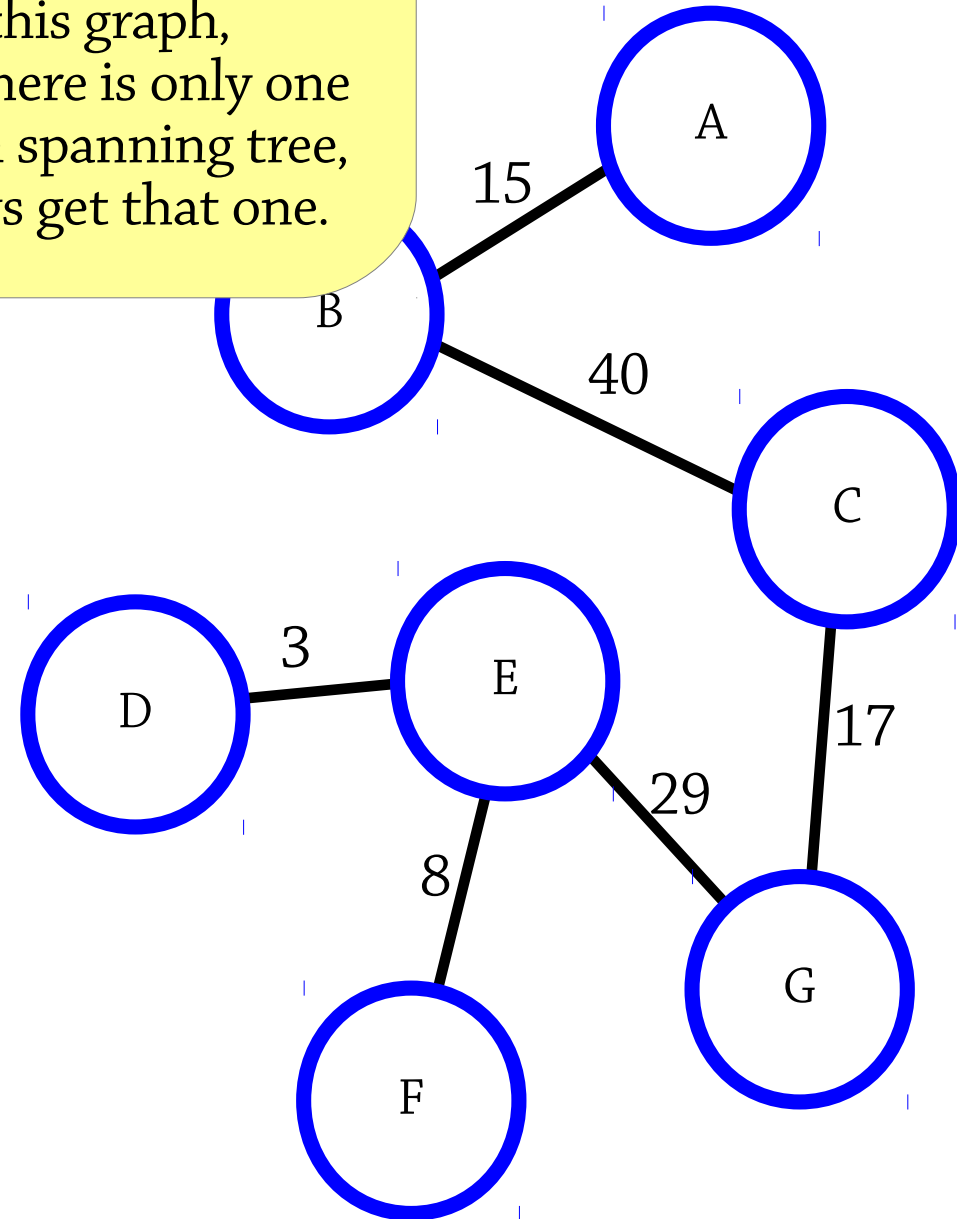 this graph,
here is only one
spanning tree,
get that one.
A
15
B
40
C
3
E
D
17
29
8
G
F